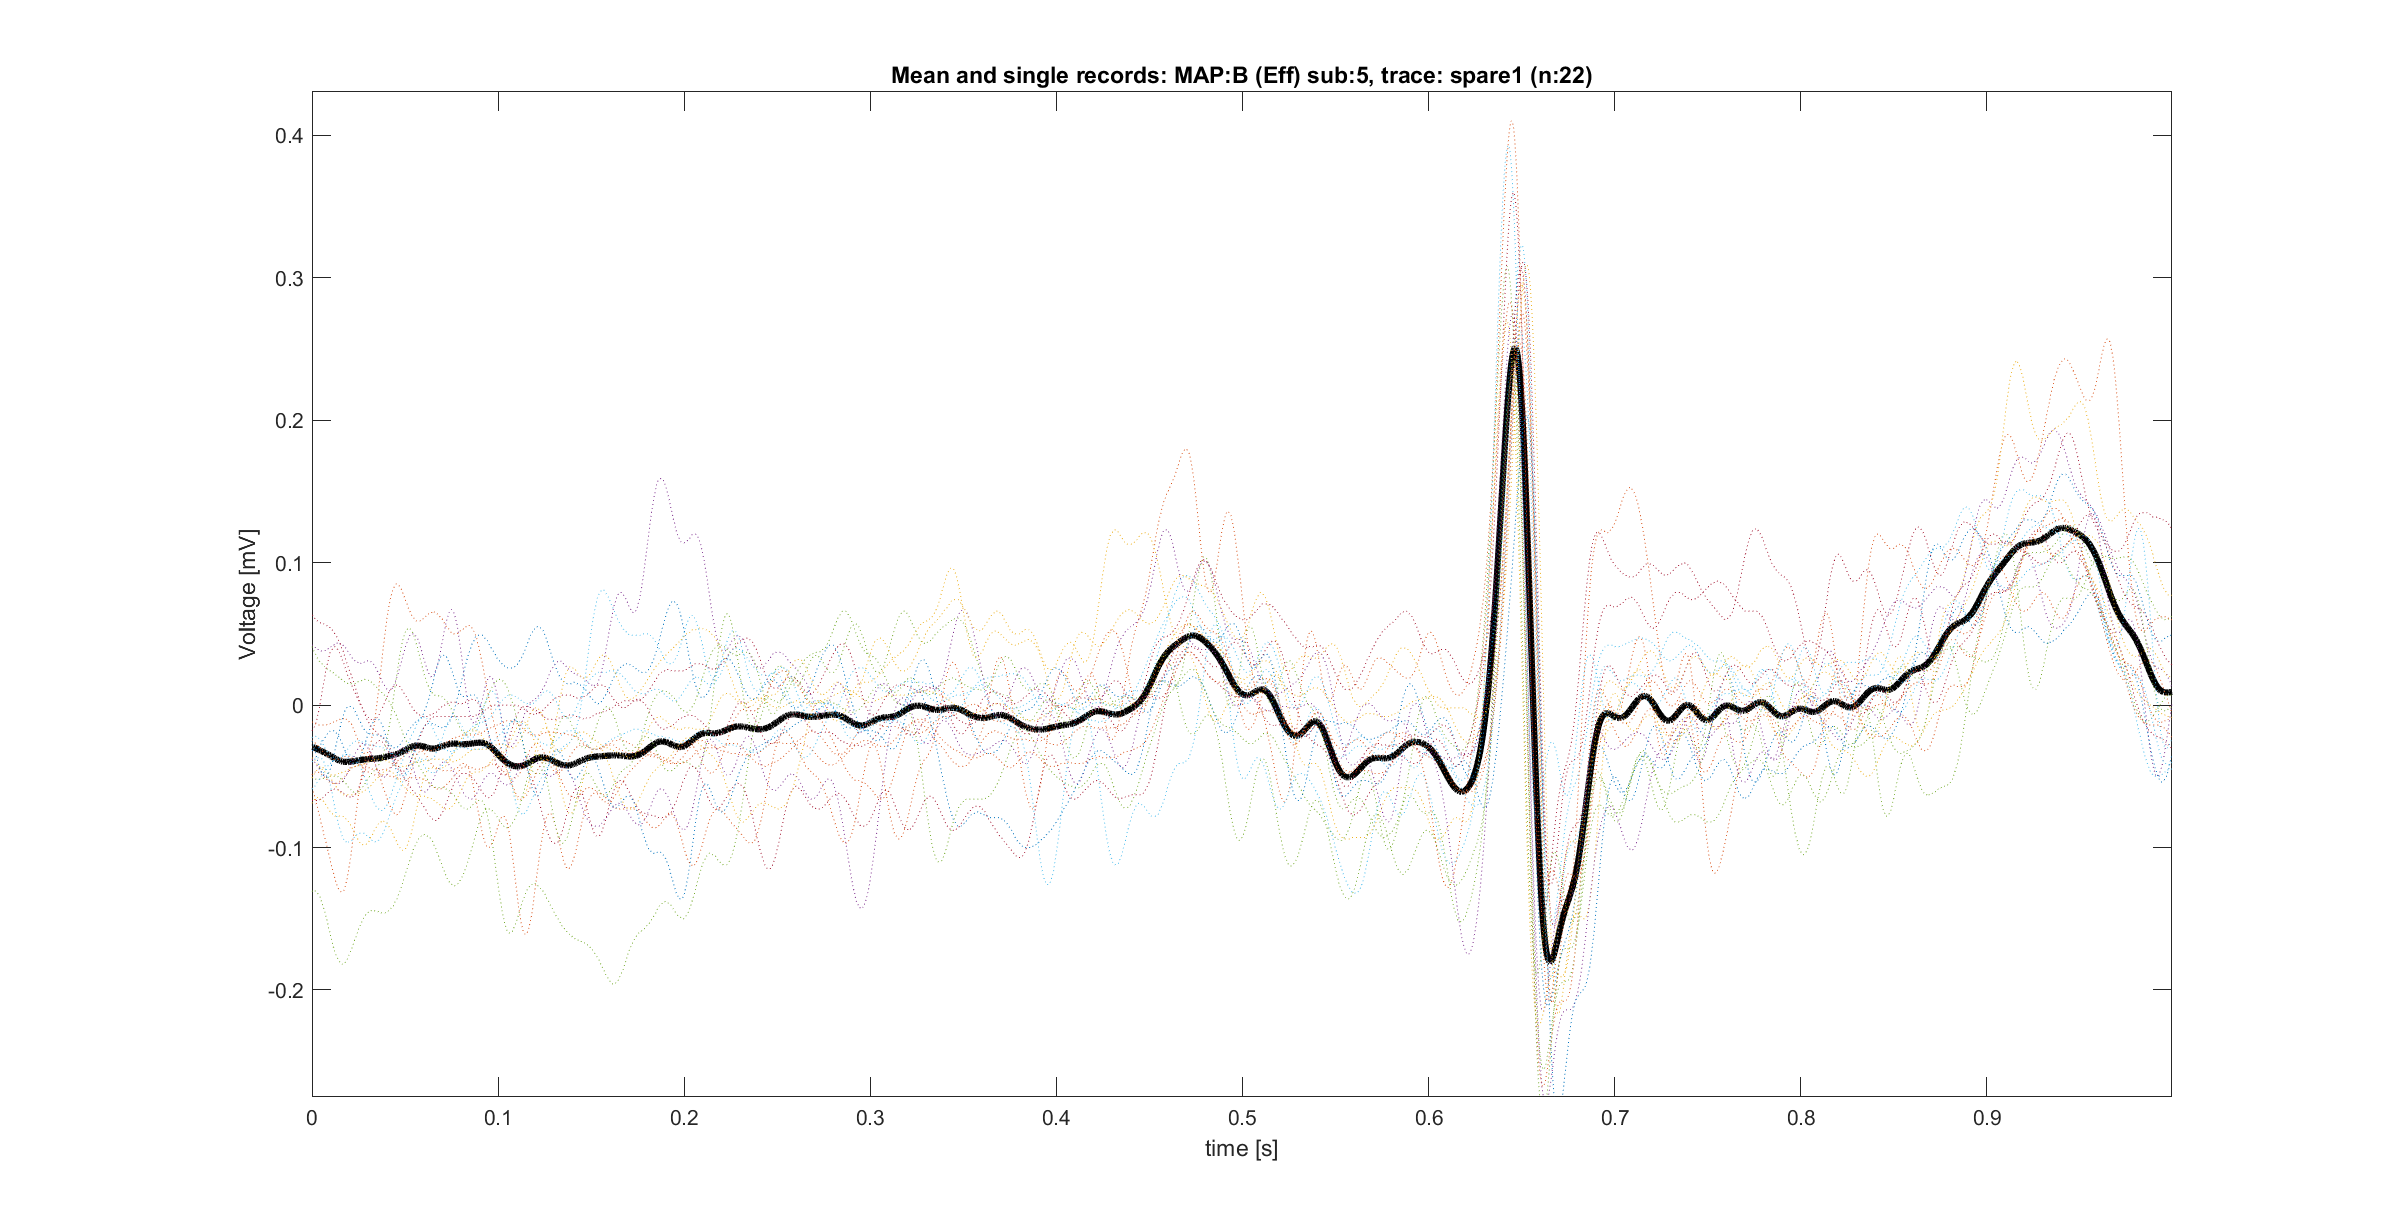 Mean and single records: MAP:B (Eff) sub:5, trace: spare1 (n:22)
0.4
0.3
0.2
0.1
0
-0.1
-0.2
Voltage [mV]
0 0.1 0.2 0.3 0.4 0.5 0.6 0.7 0.8 0.9
time [s]